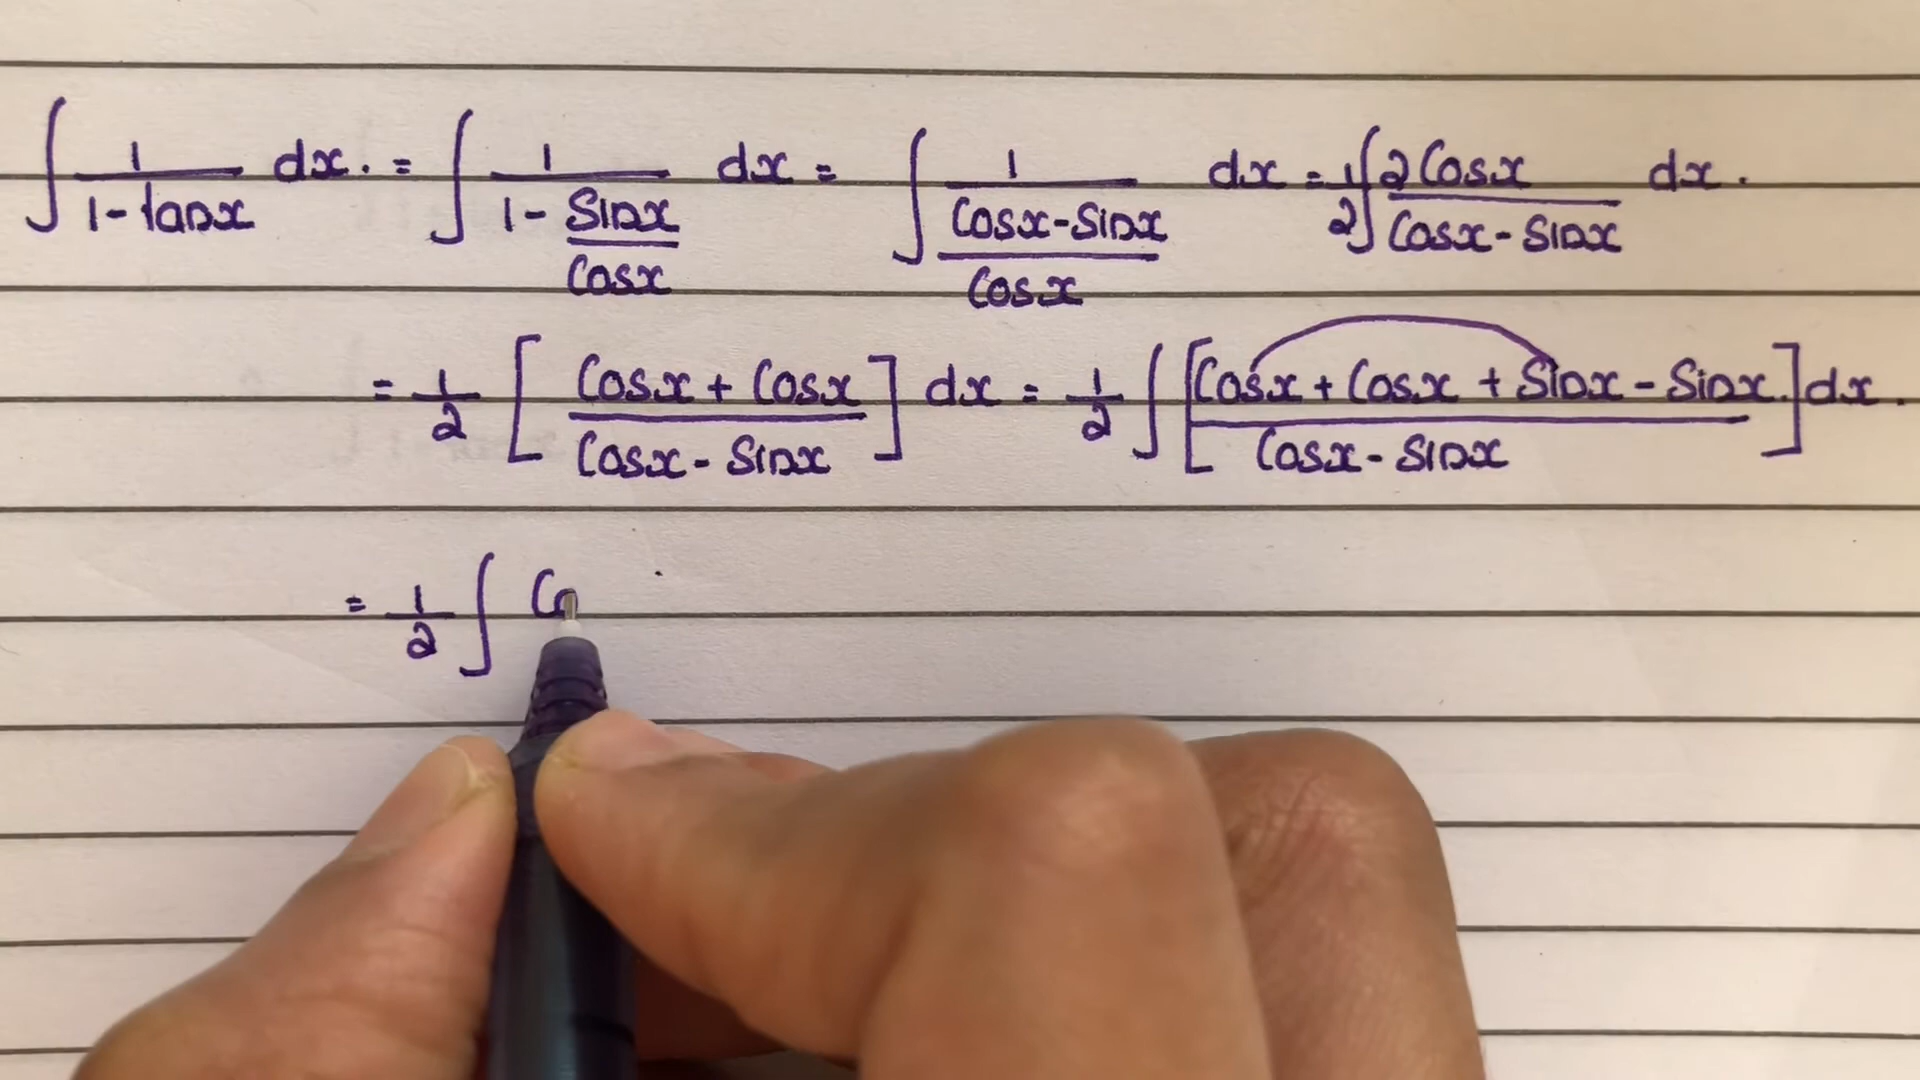 ∫ 1/(1 - tanx) dx. = ∫ 1/(1 - Sinx/Cosx) dx = ∫ 1/((Cosx - Sinx)/Cosx) dx = 1/2 ∫ 2Cosx/(Cosx - Sinx) dx.
= 1/2 [(Cosx + Cosx)/(Cosx - Sinx)] dx = 1/2 ∫ [(Cosx + Cosx + Sinx - Sinx.)/(Cosx - Sinx)] dx.
= 1/2 ∫ Co